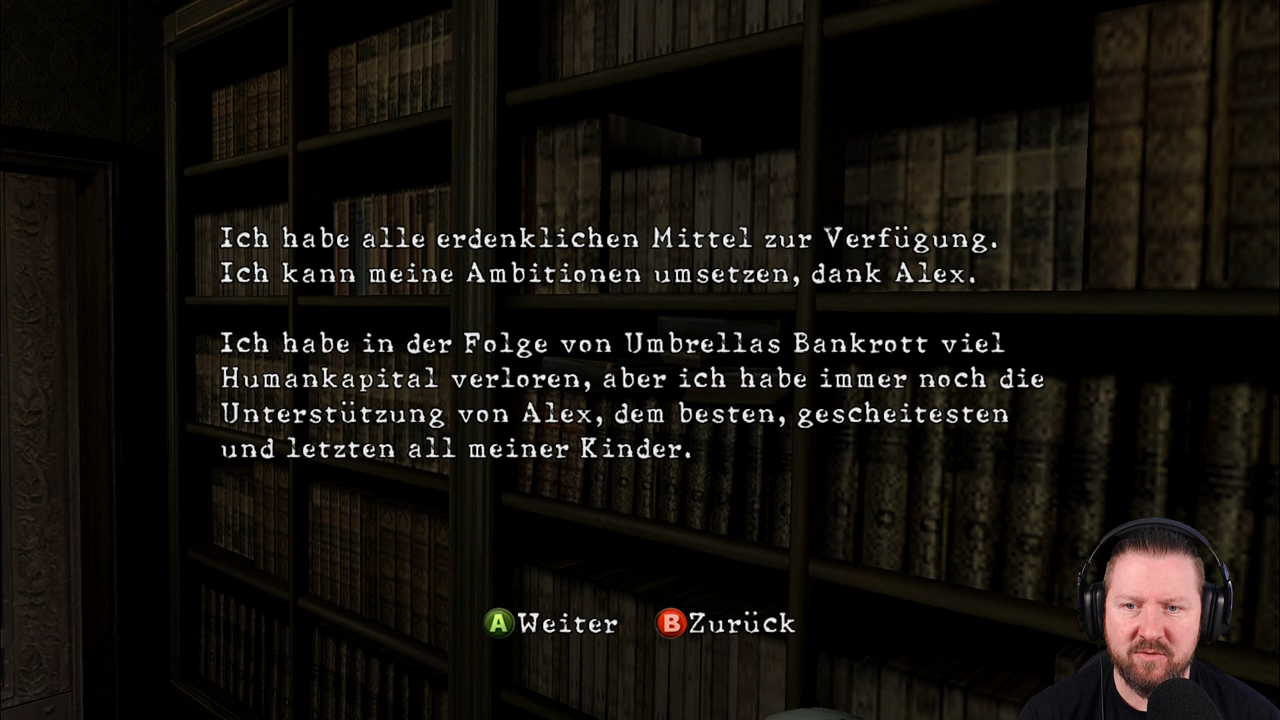 Ich habe alle erdenklichen Mittel zur Verfügung.
Ich kann meine Ambitionen umsetzen, dank Alex.
Ich habe in der Folge von Umbrellas Bankrott viel
Humankapital verloren, aber ich habe immer noch die
Unterstützung von Alex, dem besten, gescheitesten
und letzten all meiner Kinder.
A Weiter B Zurück